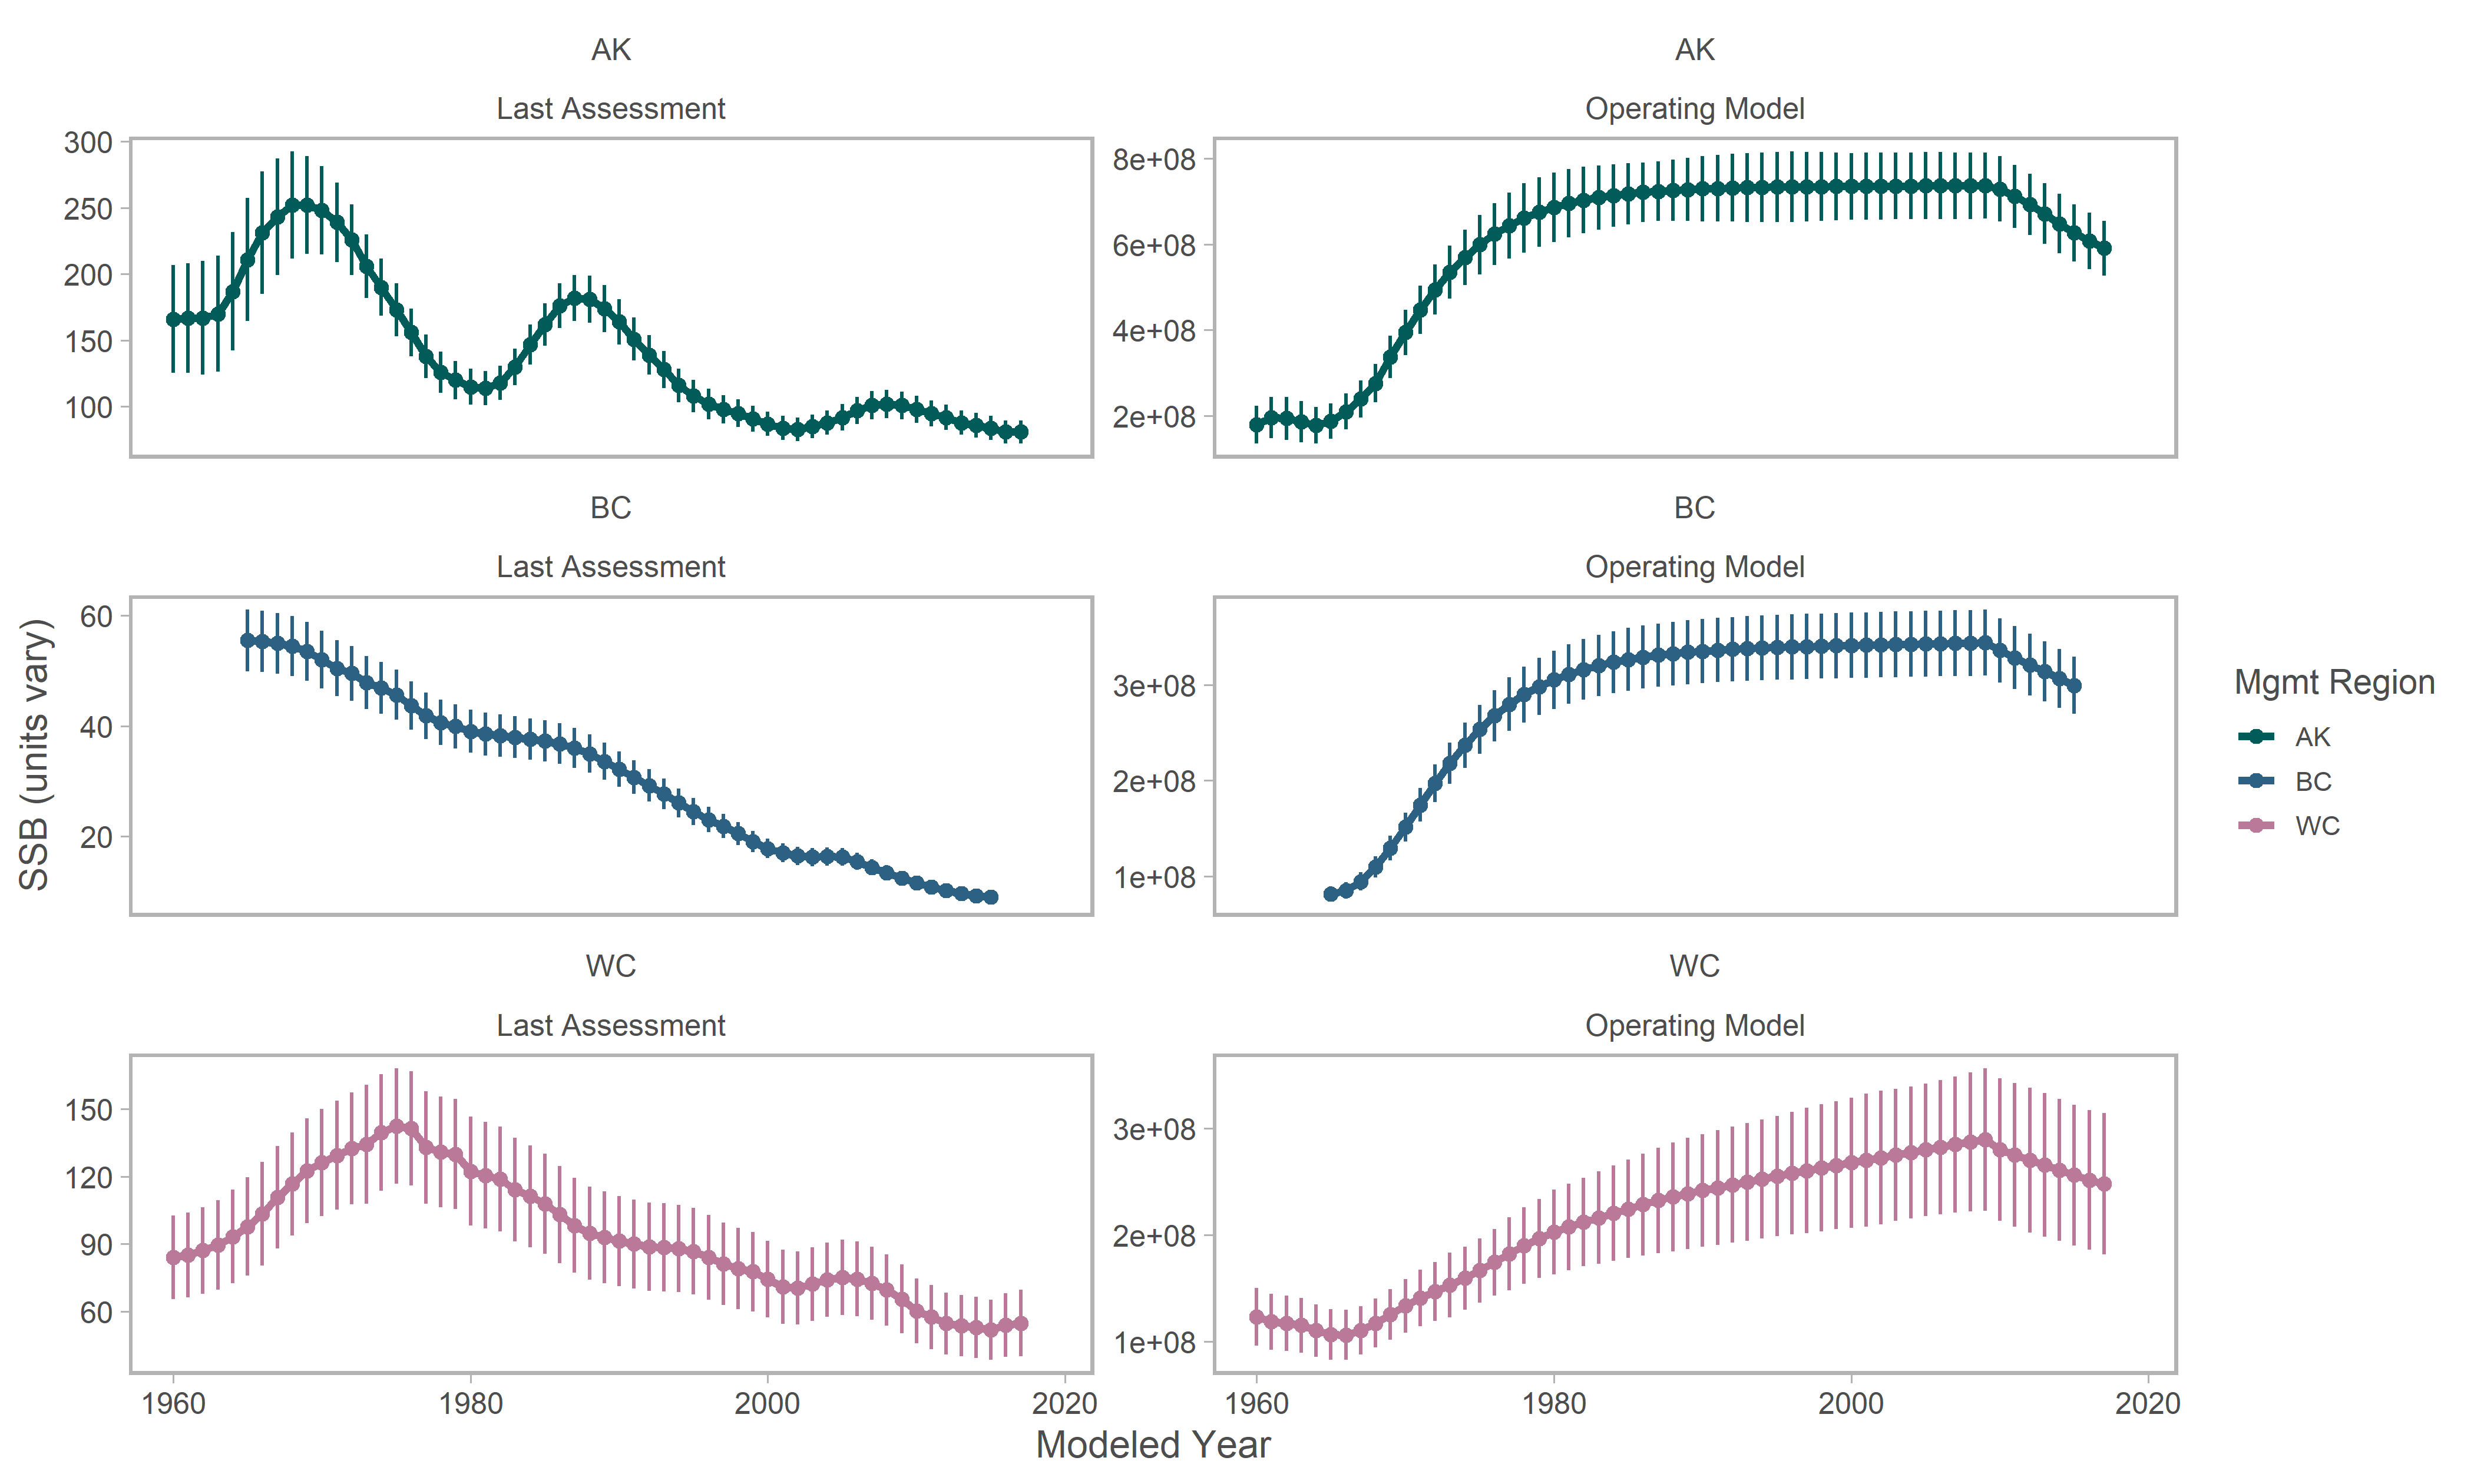 AK
Last Assessment
300
250
200
150
100
AK
Operating Model
8e+08
6e+08
4e+08
2e+08
BC
Last Assessment
60
40
20
BC
Operating Model
3e+08
2e+08
1e+08
WC
Last Assessment
150
120
90
60
1960
1980
2000
2020
WC
Operating Model
3e+08
2e+08
1e+08
1960
1980
2000
2020
SSB (units vary)
Modeled Year
Mgmt Region
AK
BC
WC